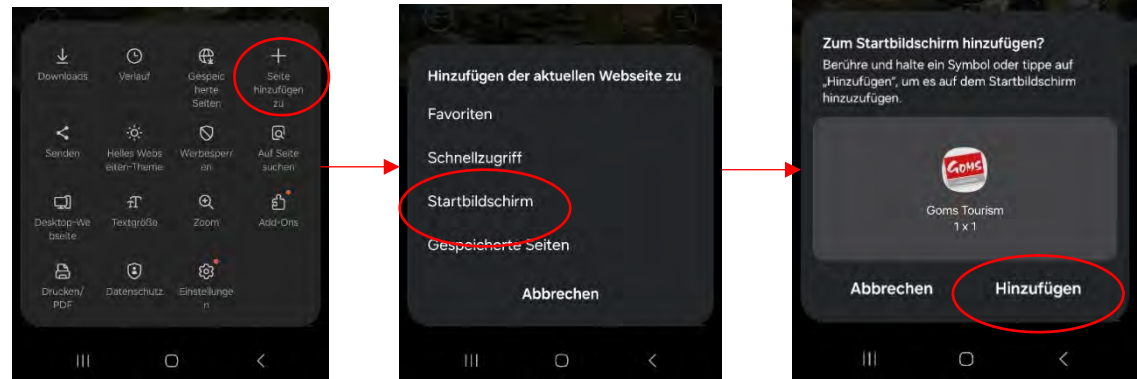 Downloads
Verlauf
Gespeic
herte
Seiten
Seite
hinzufügen
zu
Senden
Helles Webs
eiten-Theme
Werbesperr
en
Auf Seite
suchen
Desktop-We
bseite
Textgröße
Zoom
Add-Ons
Drucken/
PDF
Datenschutz
Einstellunge
n
Hinzufügen der aktuellen Webseite zu
Favoriten
Schnellzugriff
Startbildschirm
Gespeicherte Seiten
Abbrechen
Zum Startbildschirm hinzufügen?
Berühre und halte ein Symbol oder tippe auf
„Hinzufügen", um es auf dem Startbildschirm
hinzuzufügen.
GOMS
Goms Tourism
1 x 1
Abbrechen
Hinzufügen